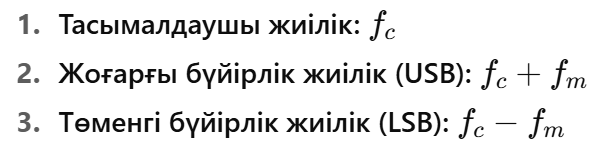 1. Тасымалдаушы жиілік: f_c
2. Жоғарғы бүйірлік жиілік (USB): f_c + f_m
3. Төменгі бүйірлік жиілік (LSB): f_c − f_m